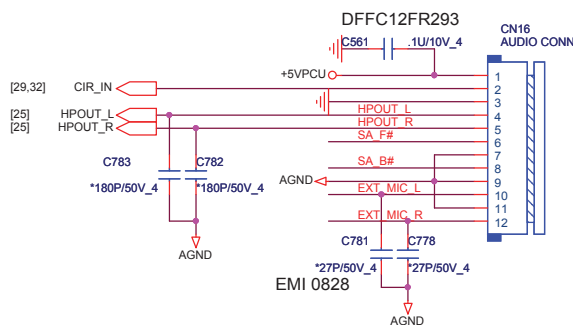 DFFC12FR293
CN16
AUDIO CONN
C561
.1U/10V_4
+5VPCU
1
[29,32]
CIR_IN
2
3
[25]
HPOUT_L
HPOUT_L
4
[25]
HPOUT_R
HPOUT_R
5
SA_F#
6
7
C783
C782
SA_B#
8
*180P/50V_4
*180P/50V_4
AGND
9
EXT_MIC_L
10
11
EXT_MIC_R
12
C781
C778
AGND
*27P/50V_4
*27P/50V_4
EMI 0828
AGND